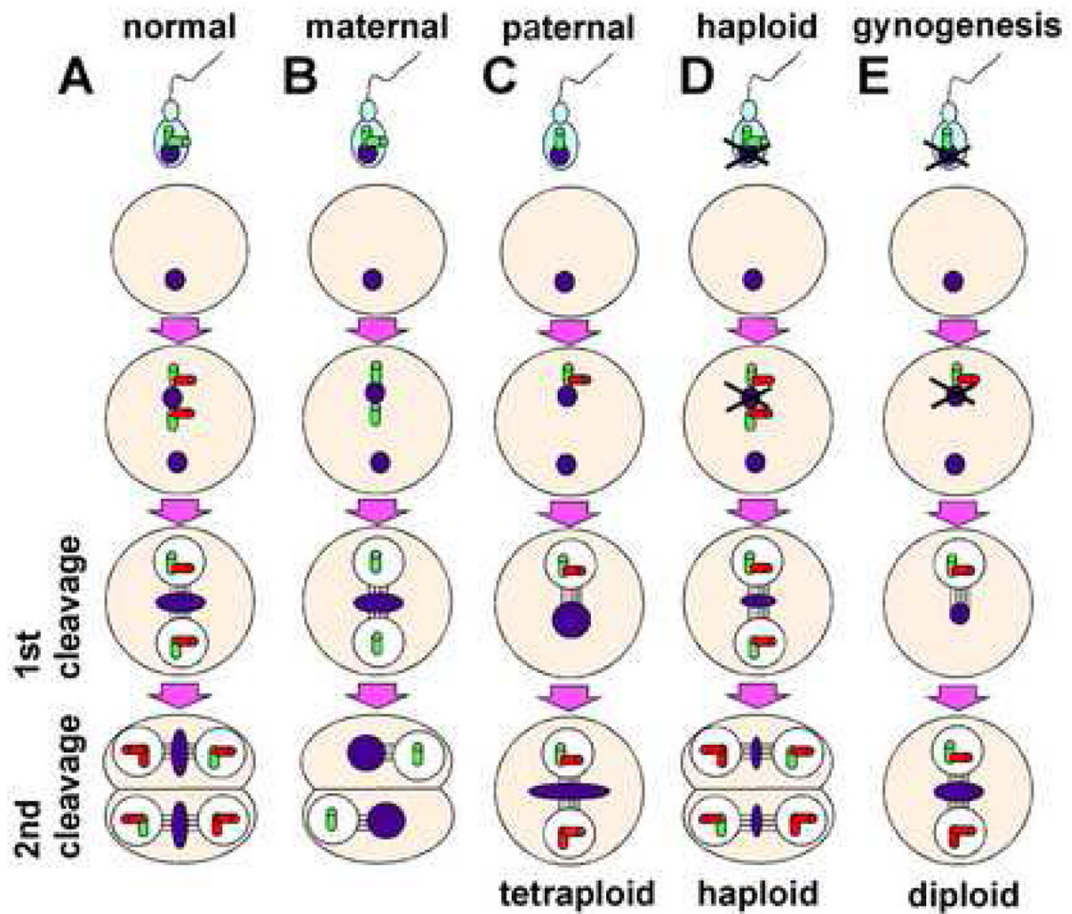 normal maternal paternal haploid gynogenesis
A B C D E
1st cleavage
2nd cleavage
tetraploid haploid diploid